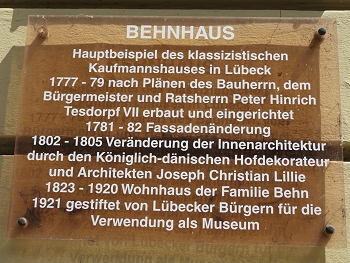 BEHNHAUS
Hauptbeispiel des klassizistischen
Kaufmannshauses in Lübeck
1777 - 79 nach Plänen des Bauherrn, dem
Bürgermeister und Ratsherrn Peter Hinrich
Tesdorpf VII erbaut und eingerichtet
1781 - 82 Fassadenänderung
1802 - 1805 Veränderung der Innenarchitektur
durch den Königlich-dänischen Hofdekorateur
und Architekten Joseph Christian Lillie
1823 - 1920 Wohnhaus der Familie Behn
1921 gestiftet von Lübecker Bürgern für die
Verwendung als Museum